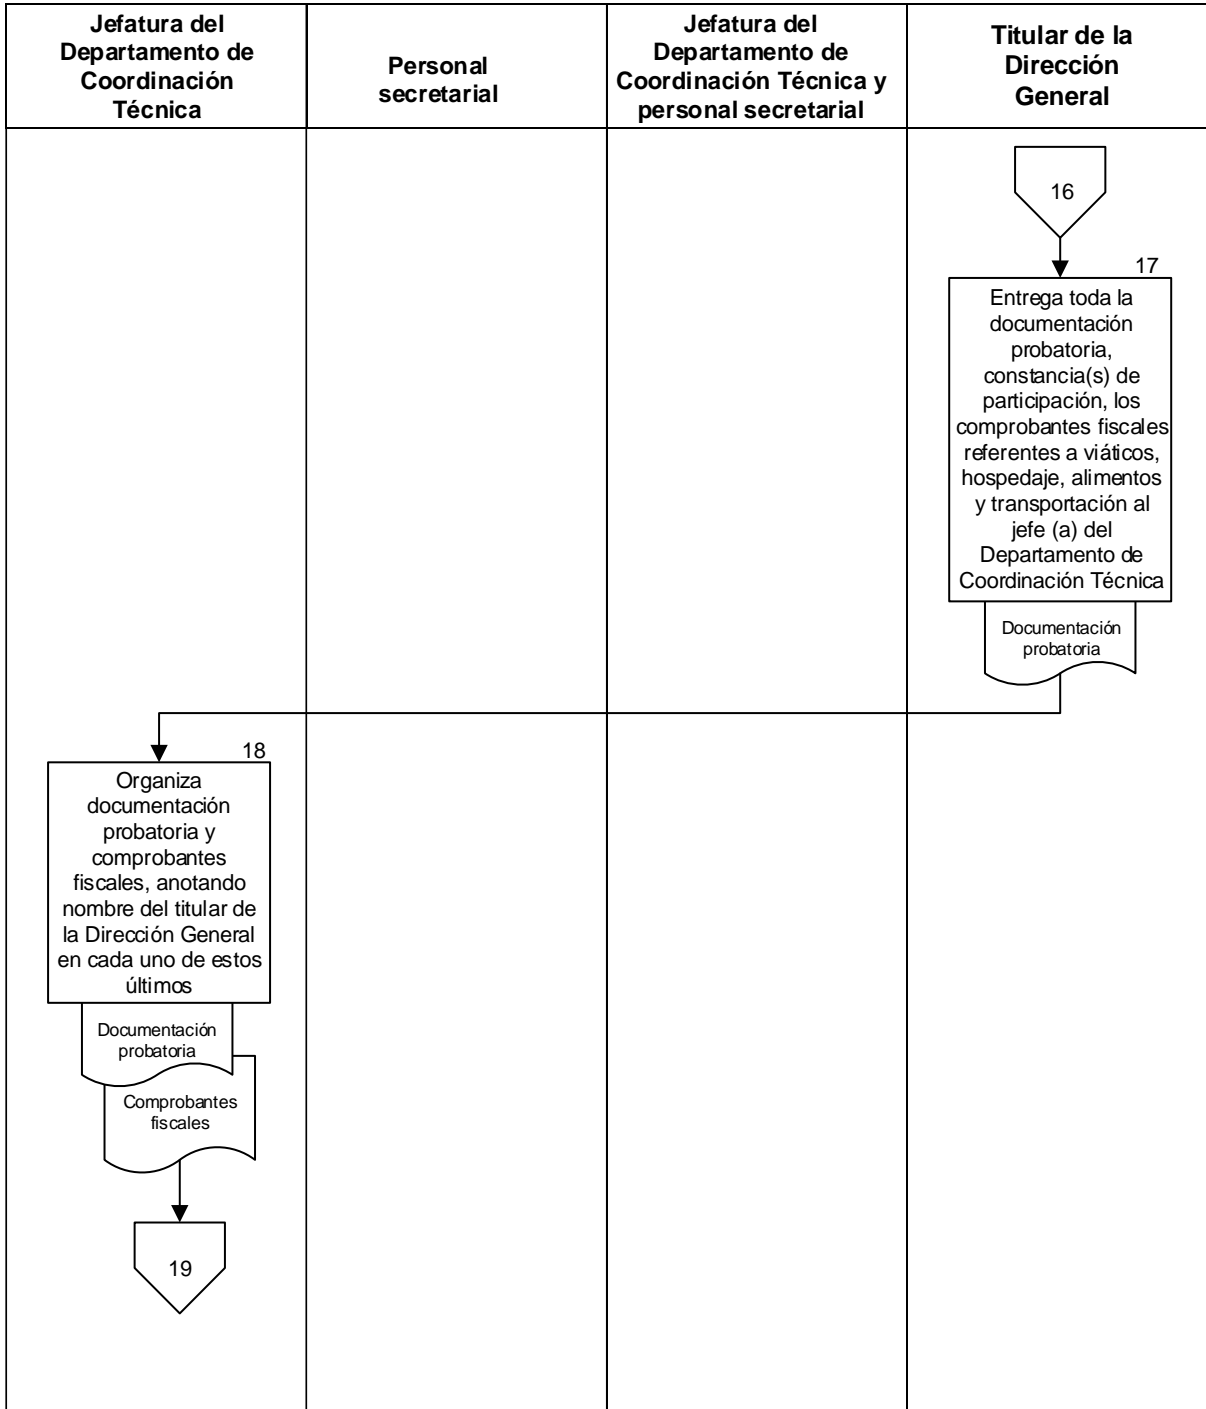 Jefatura del
Departamento de
Coordinación
Técnica
Personal
secretarial
Jefatura del
Departamento de
Coordinación Técnica y
personal secretarial
Titular de la
Dirección
General
16
17
Entrega toda la
documentación
probatoria,
constancia(s) de
participación, los
comprobantes fiscales
referentes a viáticos,
hospedaje, alimentos
y transportación al
jefe (a) del
Departamento de
Coordinación Técnica
Documentación
probatoria
18
Organiza
documentación
probatoria y
comprobantes
fiscales, anotando
nombre del titular de
la Dirección General
en cada uno de estos
últimos
Documentación
probatoria
Comprobantes
fiscales
19